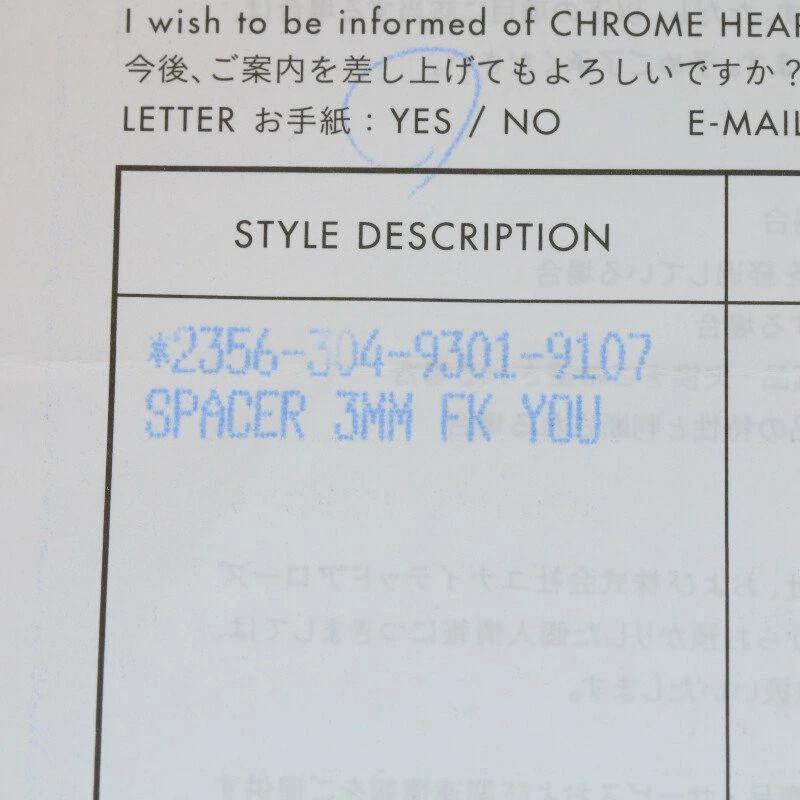 I wish to be informed of CHROME HEAR
今後、ご案内を差し上げてもよろしいですか？
LETTER お手紙：YES / NO E-MAIL
STYLE DESCRIPTION
*2356-304-9301-9107
SPACER 3MM FK YOU